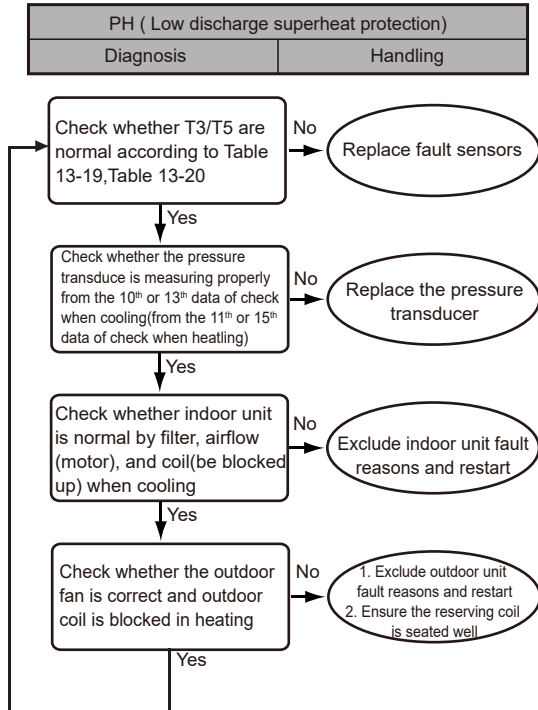 PH ( Low discharge superheat protection)
Diagnosis
Handling
Check whether T3/T5 are
normal according to Table
13-19,Table 13-20
No
Replace fault sensors
Yes
Check whether the pressure
transduce is measuring properly
from the 10th or 13th data of check
when cooling(from the 11th or 15th
data of check when heatling)
No
Replace the pressure
transducer
Yes
Check whether indoor unit
is normal by filter, airflow
(motor), and coil(be blocked
up) when cooling
No
Exclude indoor unit fault
reasons and restart
Yes
Check whether the outdoor
fan is correct and outdoor
coil is blocked in heating
No
1. Exclude outdoor unit
fault reasons and restart
2. Ensure the reserving coil
is seated well
Yes